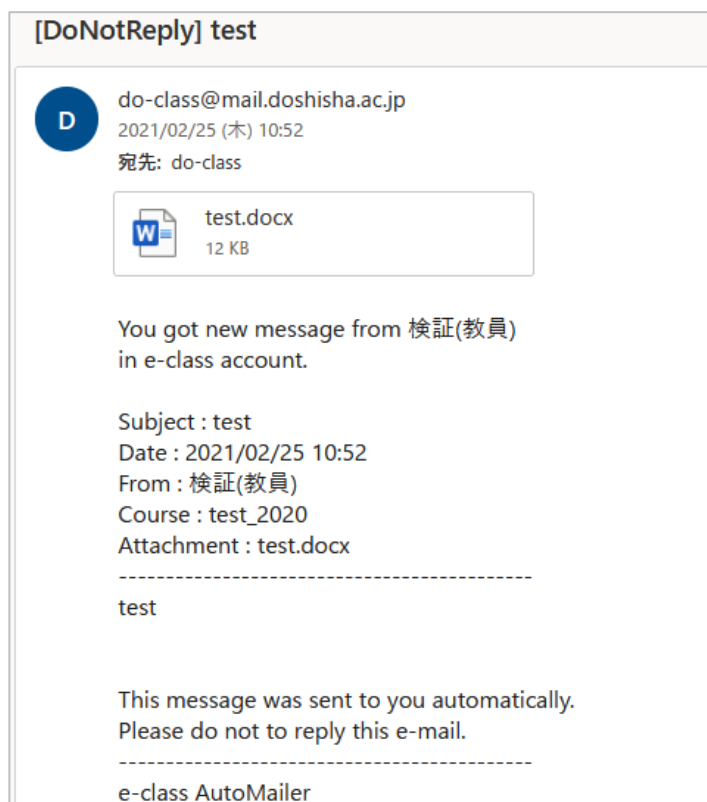 [DoNotReply] test
D
do-class@mail.doshisha.ac.jp
2021/02/25 (木) 10:52
宛先: do-class
W
test.docx
12 KB
You got new message from 検証(教員)
in e-class account.
Subject : test
Date : 2021/02/25 10:52
From : 検証(教員)
Course : test_2020
Attachment : test.docx
--------------------------------------------
test
This message was sent to you automatically.
Please do not to reply this e-mail.
--------------------------------------------
e-class AutoMailer